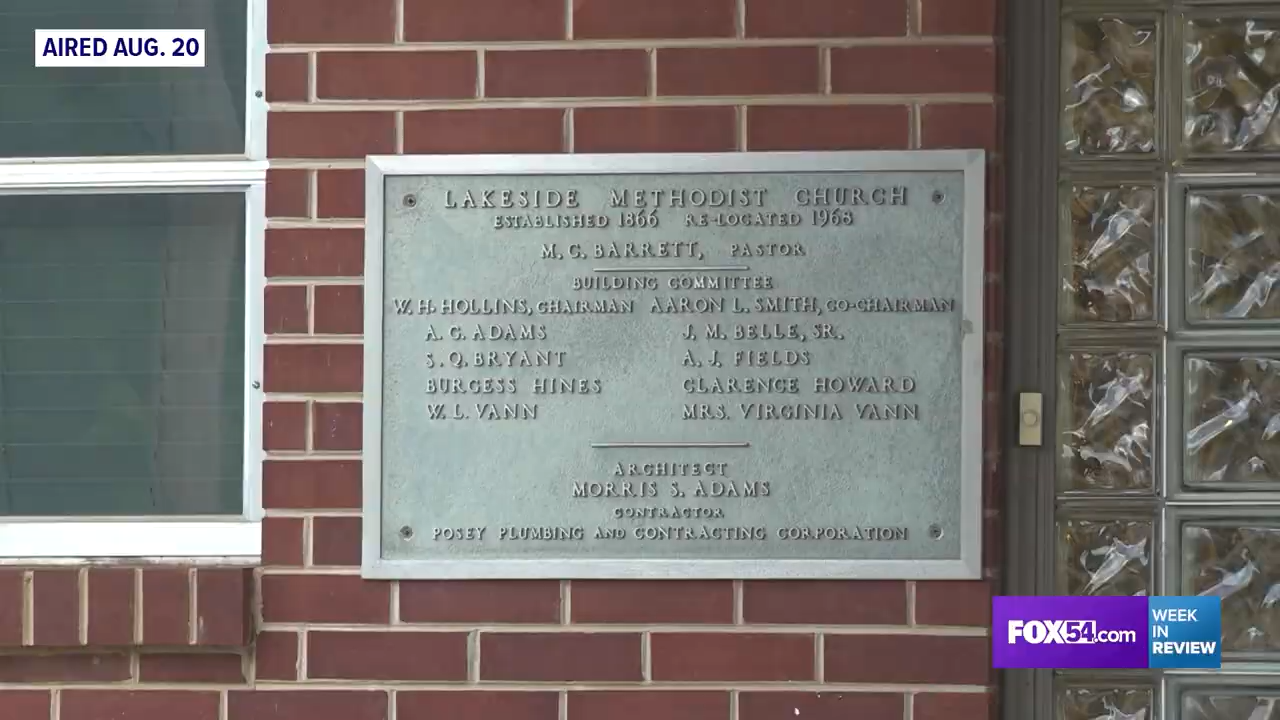 AIRED AUG. 20
LAKESIDE METHODIST CHURCH
ESTABLISHED 1866 RE-LOCATED 1968
M. C. BARRETT, PASTOR
BUILDING COMMITTEE
W. H. HOLLINS, CHAIRMAN AARON L. SMITH, CO-CHAIRMAN
A. G. ADAMS J. M. BELLE, SR.
S. Q. BRYANT A. J. FIELDS
BURGESS HINES CLARENCE HOWARD
W. L. VANN MRS. VIRGINIA VANN
ARCHITECT
MORRIS S. ADAMS
CONTRACTOR
POSEY PLUMBING AND CONTRACTING CORPORATION
FOX54.com
WEEK
IN
REVIEW